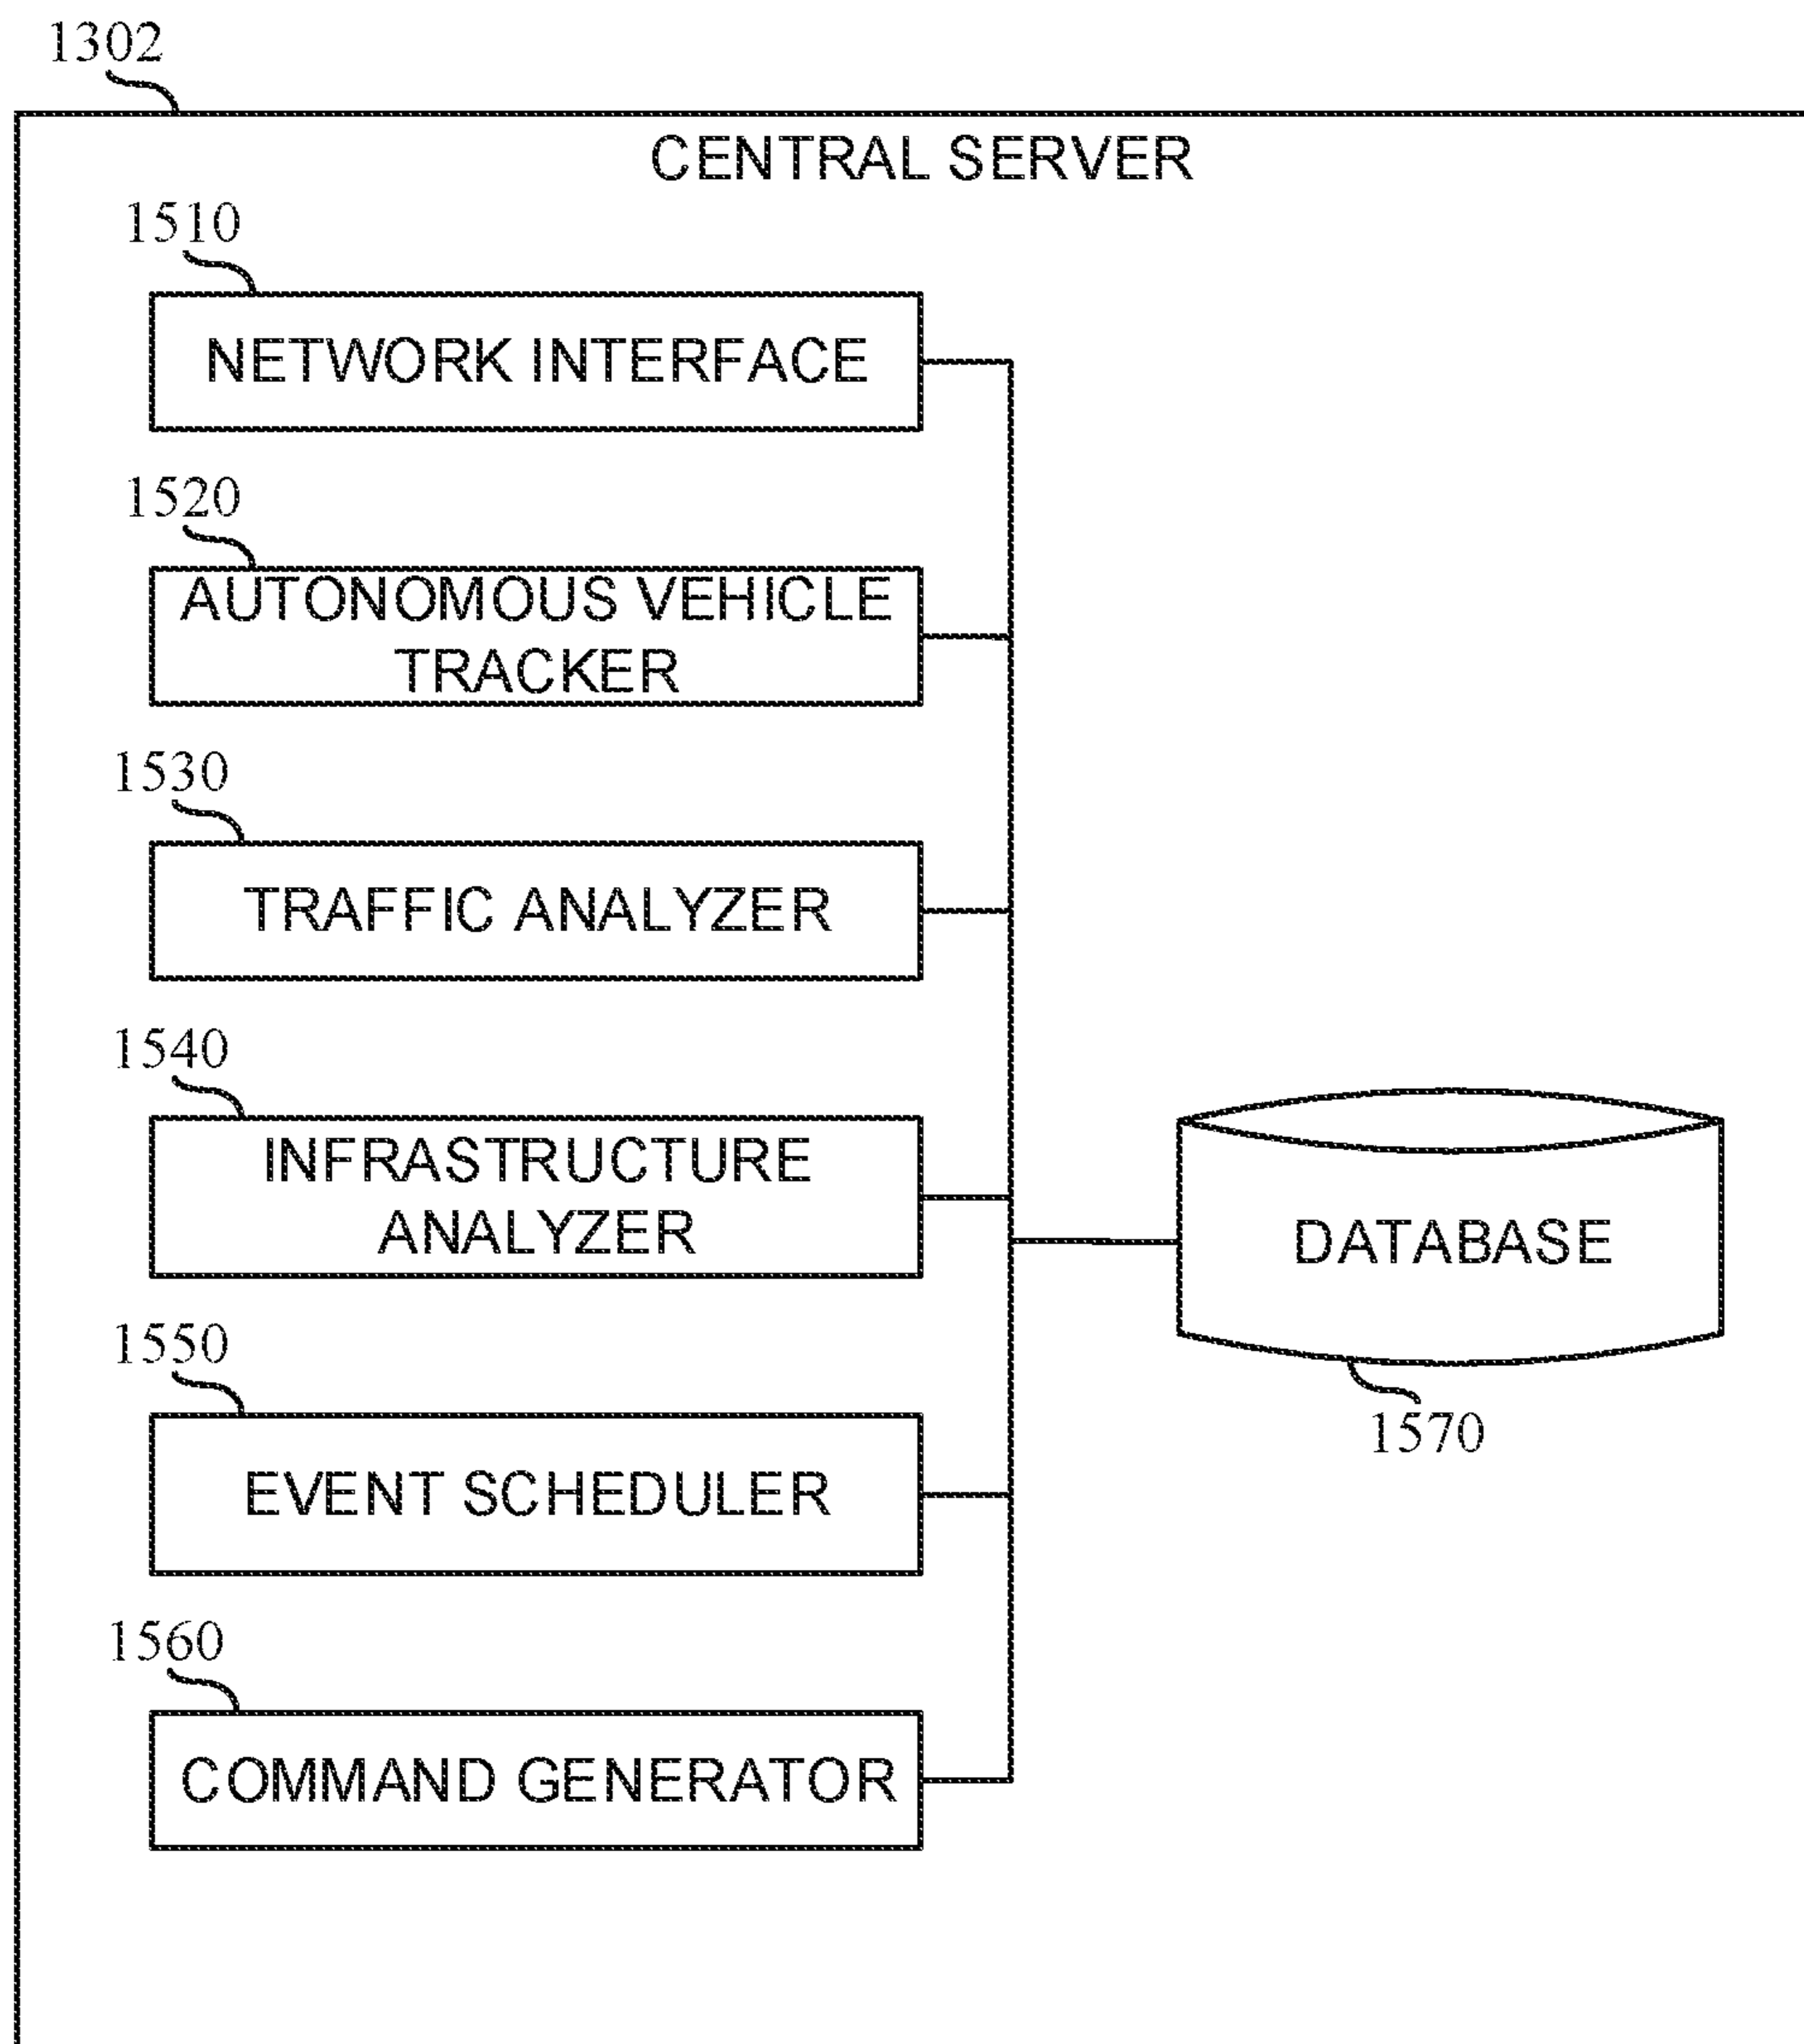 1302
CENTRAL SERVER
1510
NETWORK INTERFACE
1520
AUTONOMOUS VEHICLE
TRACKER
1530
TRAFFIC ANALYZER
1540
INFRASTRUCTURE
ANALYZER
DATABASE
1570
1550
EVENT SCHEDULER
1560
COMMAND GENERATOR